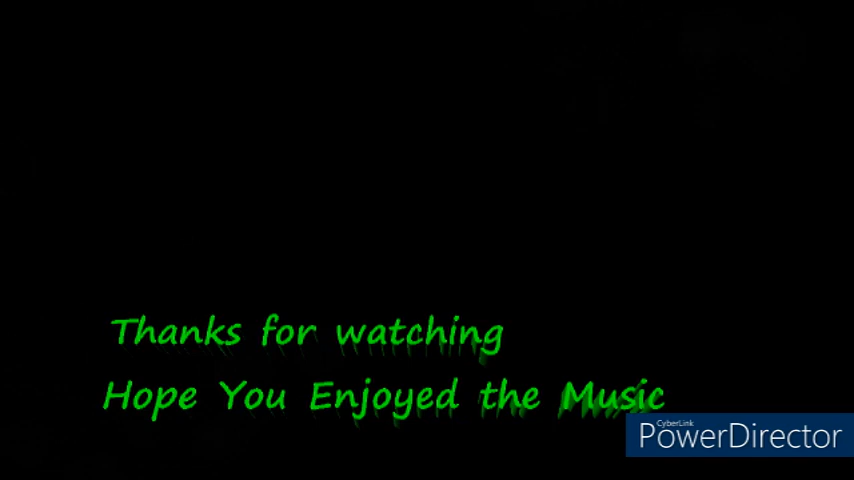 Thanks for watching
Hope You Enjoyed the Music
CyberLink
PowerDirector